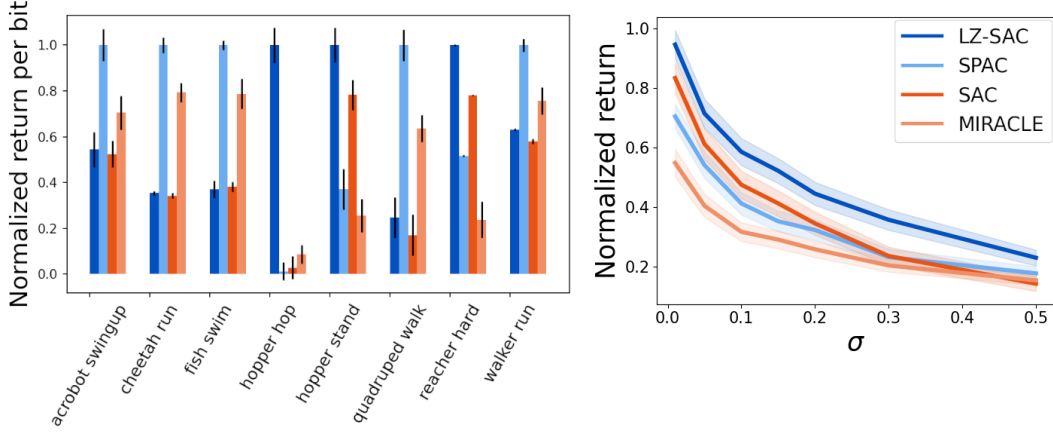 Normalized return per bit
1.0
0.8
0.6
0.4
0.2
0.0
acrobot swingup
cheetah run
fish swim
hopper hop
hopper stand
quadruped walk
reacher hard
walker run
Normalized return
1.0
0.8
0.6
0.4
0.2
0.0
0.1
0.2
0.3
0.4
0.5
σ
LZ-SAC
SPAC
SAC
MIRACLE